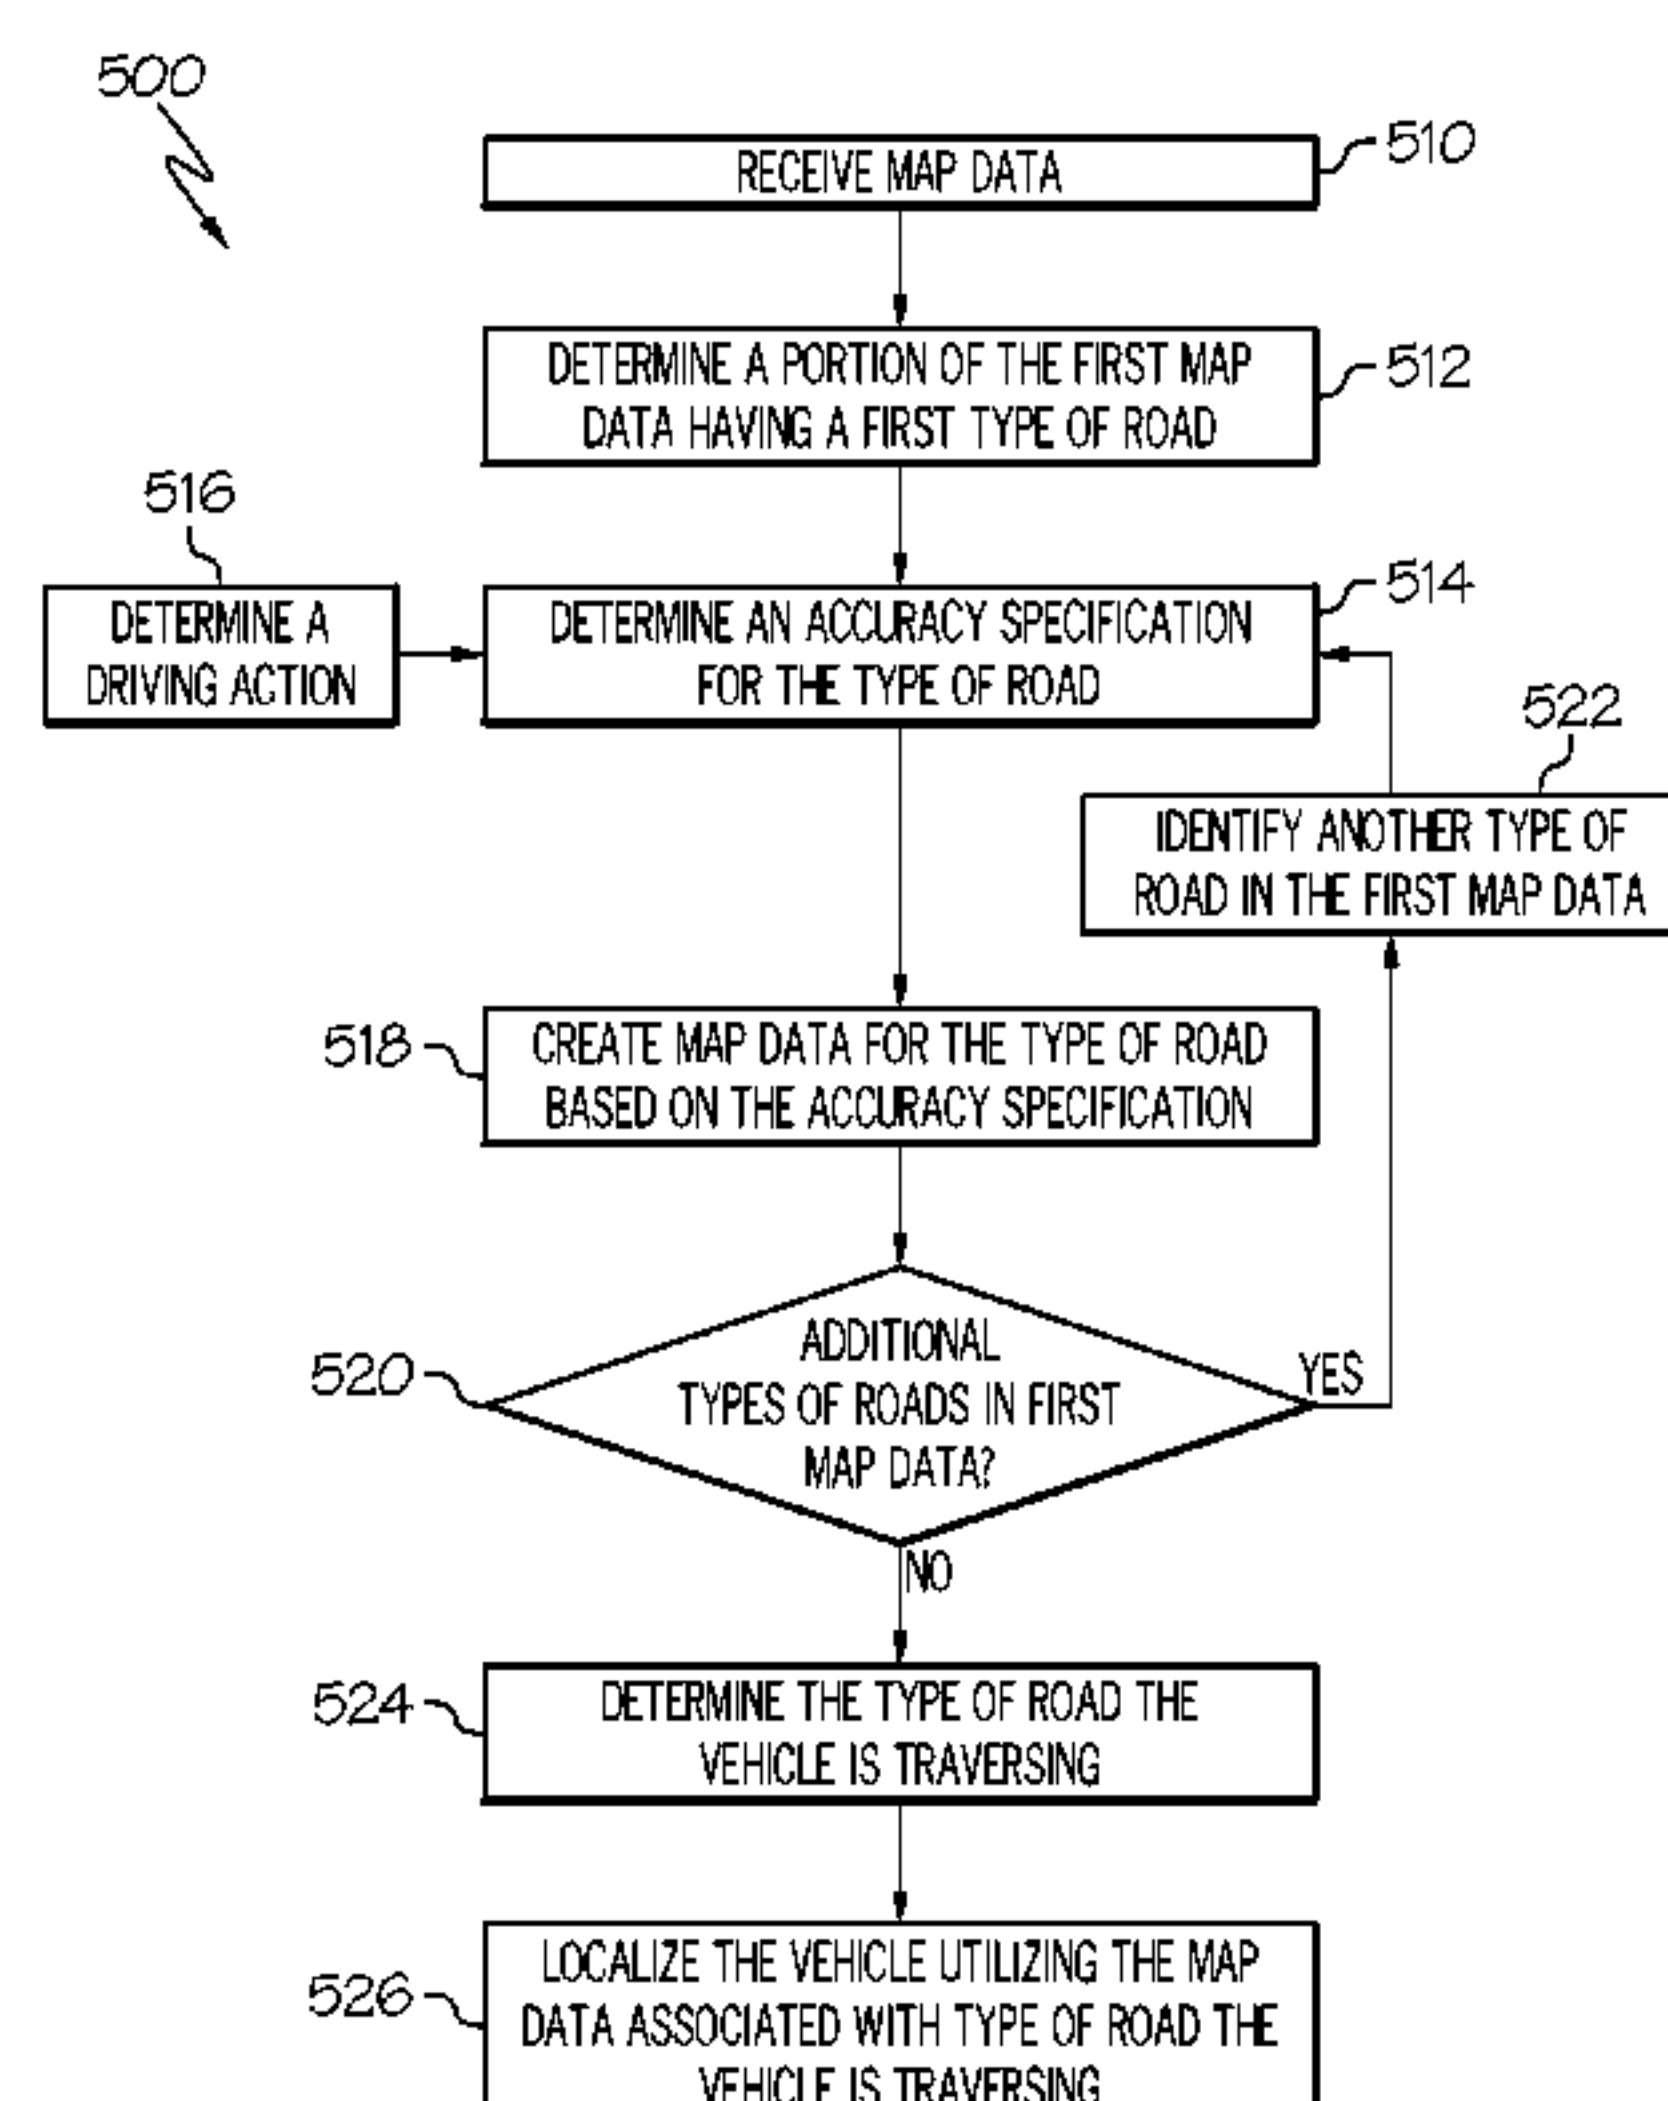 500
RECEIVE MAP DATA
510
DETERMINE A PORTION OF THE FIRST MAP
DATA HAVING A FIRST TYPE OF ROAD
512
516
DETERMINE A
DRIVING ACTION
DETERMINE AN ACCURACY SPECIFICATION
FOR THE TYPE OF ROAD
514
522
IDENTIFY ANOTHER TYPE OF
ROAD IN THE FIRST MAP DATA
518
CREATE MAP DATA FOR THE TYPE OF ROAD
BASED ON THE ACCURACY SPECIFICATION
520
ADDITIONAL
TYPES OF ROADS IN FIRST
MAP DATA?
YES
NO
524
DETERMINE THE TYPE OF ROAD THE
VEHICLE IS TRAVERSING
526
LOCALIZE THE VEHICLE UTILIZING THE MAP
DATA ASSOCIATED WITH TYPE OF ROAD THE
VEHICLE IS TRAVERSING